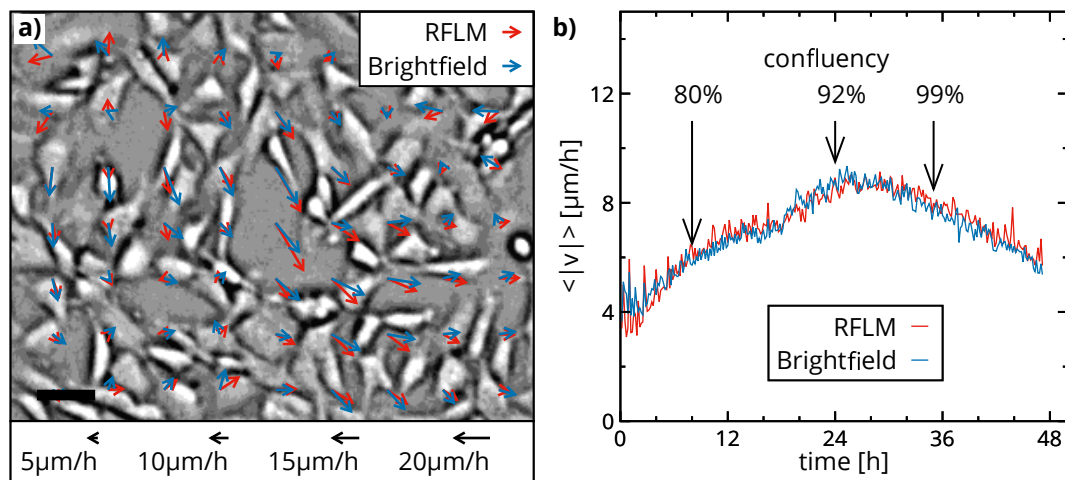 a)
RFLM
Brightfield
5µm/h 10µm/h 15µm/h 20µm/h
b)
< |v| > [µm/h]
confluency
80% 92% 99%
12
8
4
0
RFLM
Brightfield
0 12 24 36 48
time [h]